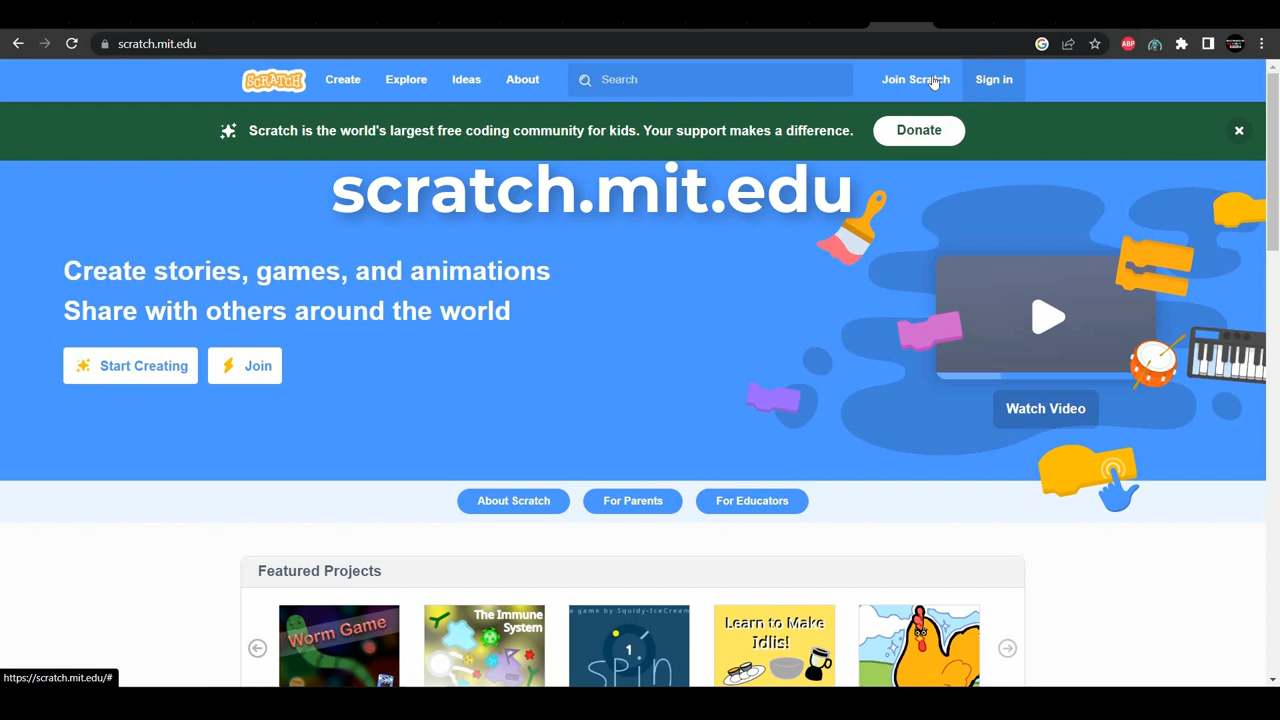 scratch.mit.edu
ABP
SCRATCH
Create
Explore
Ideas
About
Search
Join Scratch
Sign in
Scratch is the world's largest free coding community for kids. Your support makes a difference.
Donate
scratch.mit.edu
Create stories, games, and animations
Share with others around the world
Start Creating
Join
Watch Video
About Scratch
For Parents
For Educators
Featured Projects
Worm Game
The Immune
System
a game by Squidy-IceCream
1
spin
Learn to Make
Idlis!
https://scratch.mit.edu/#